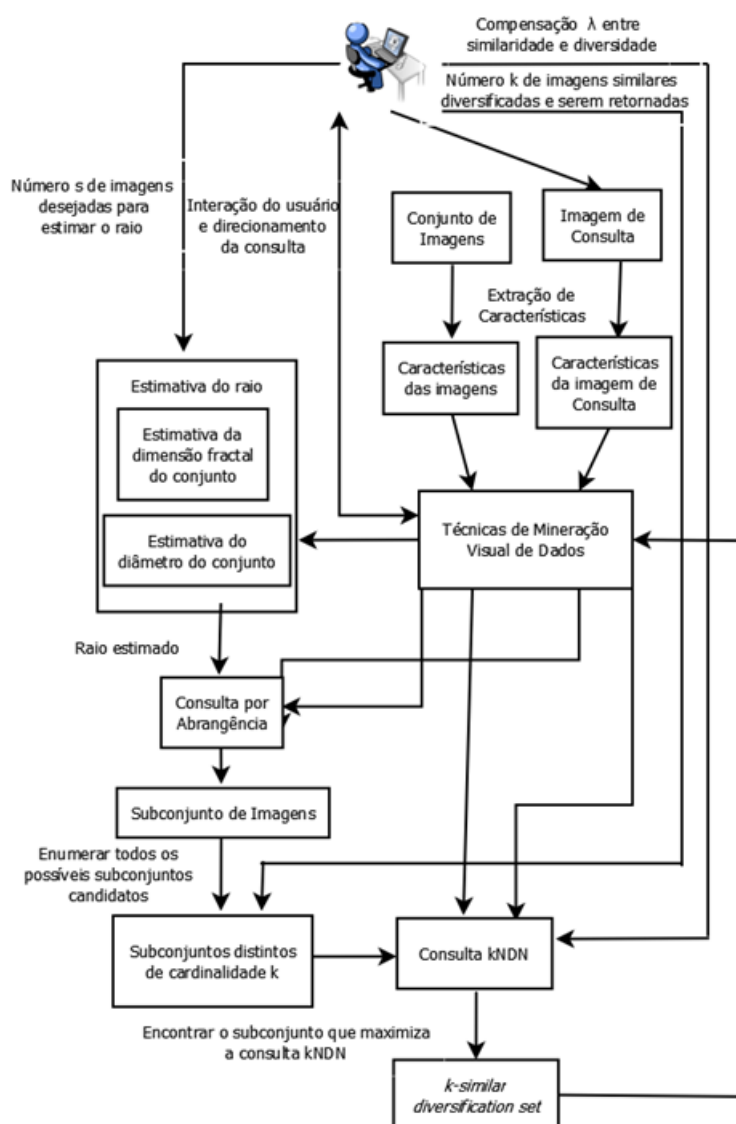 Compensação λ entre
similaridade e diversidade
Número k de imagens similares
diversificadas e serem retornadas
Número s de imagens
desejadas para
estimar o raio
Interação do usuário
e direcionamento
da consulta
Conjunto de
Imagens
Imagem de
Consulta
Extração de
Características
Características
das imagens
Características
da imagem de
Consulta
Estimativa do raio
Estimativa da
dimensão fractal
do conjunto
Estimativa do
diâmetro do conjunto
Técnicas de Mineração
Visual de Dados
Raio estimado
Consulta por
Abrangência
Subconjunto de Imagens
Enumerar todos os
possíveis subconjuntos
candidatos
Subconjuntos distintos
de cardinalidade k
Consulta kNDN
Encontrar o subconjunto que maximiza
a consulta kNDN
k-similar
diversification set